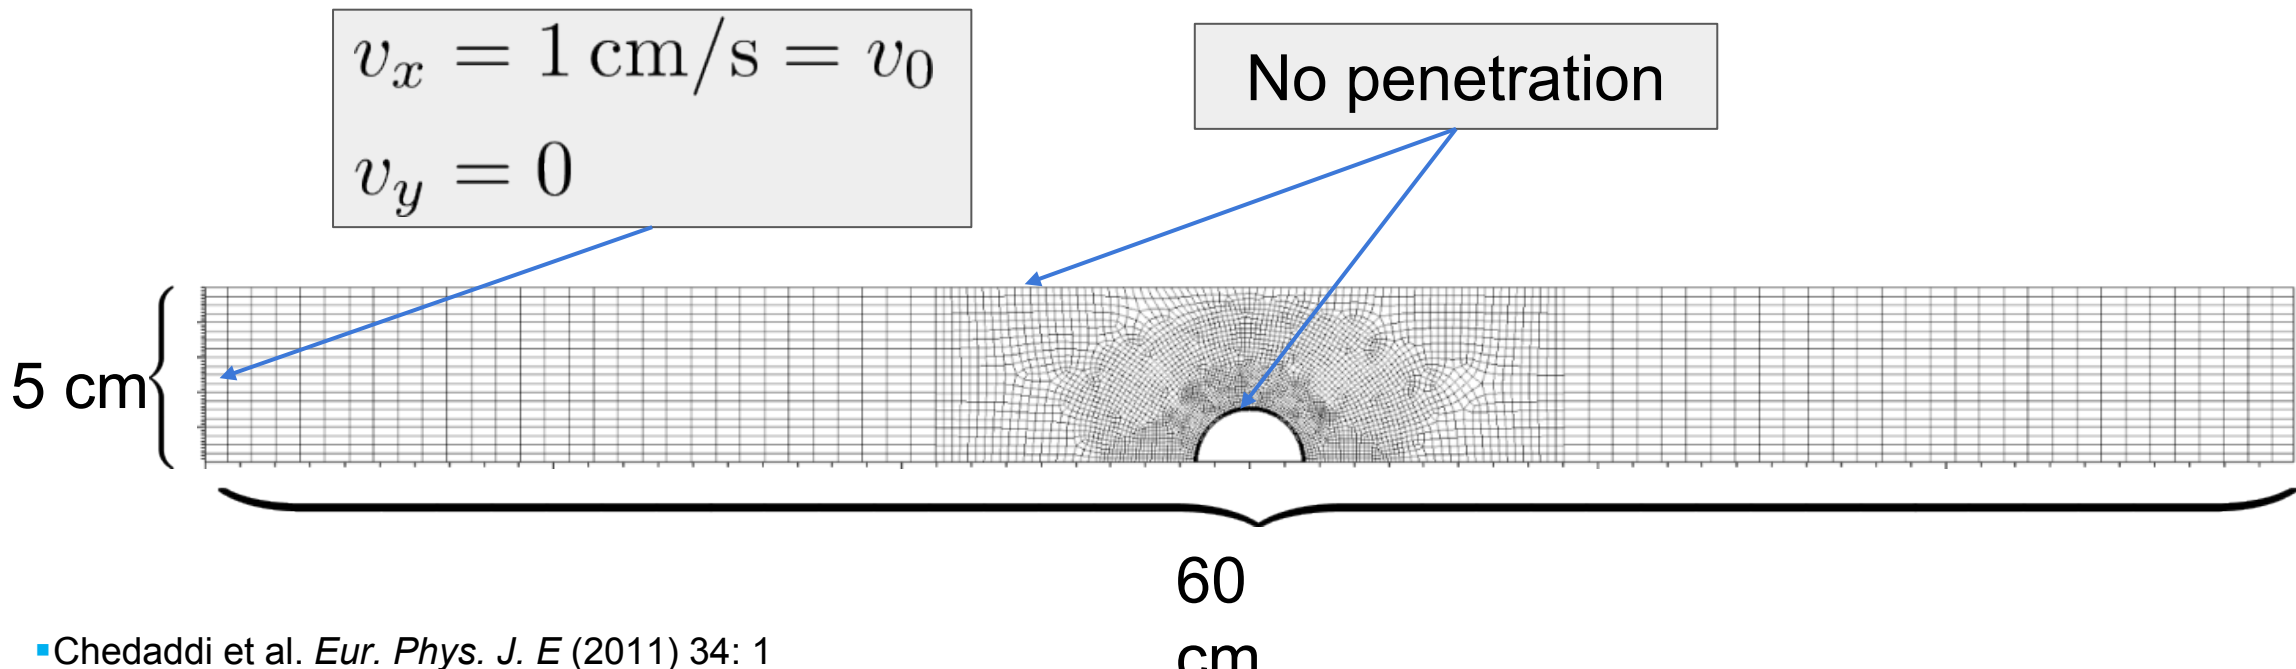 v_x = 1 cm/s = v_0
v_y = 0
No penetration
5 cm
60
cm
▪Chedaddi et al. Eur. Phys. J. E (2011) 34: 1